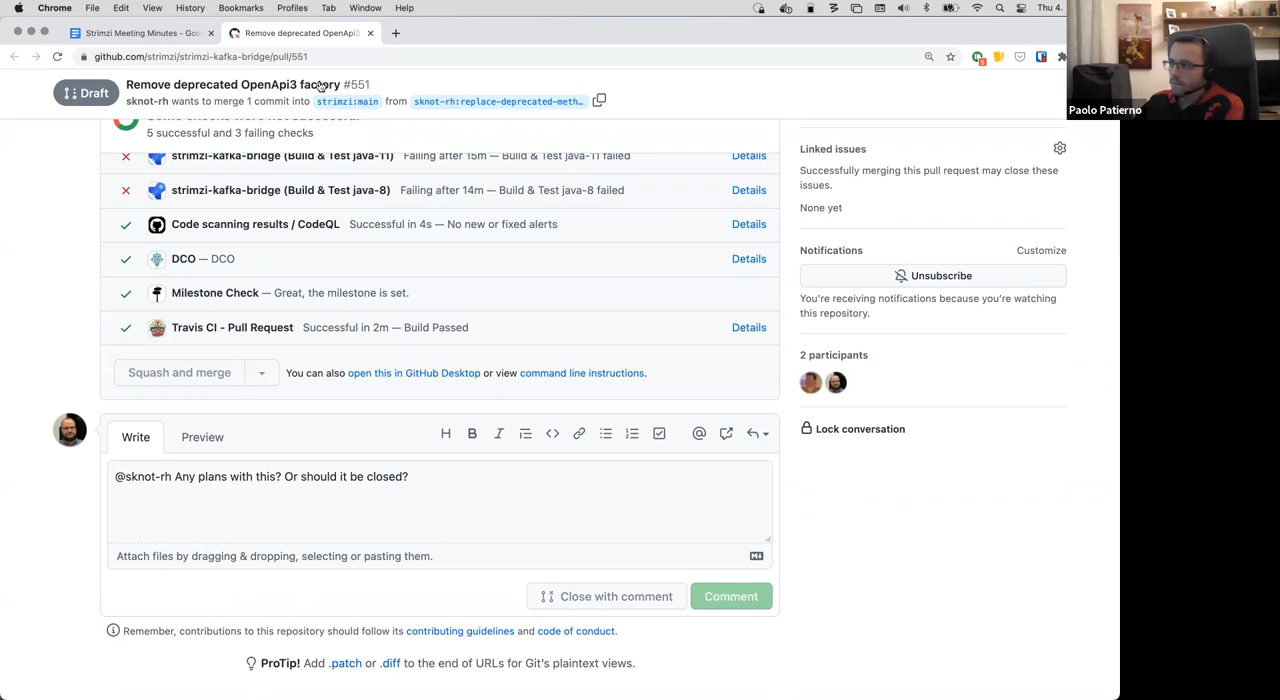 Chrome File Edit View History Bookmarks Profiles Tab Window Help Thu 4.
Strimzi Meeting Minutes - Goo
Remove deprecated OpenApi3
github.com/strimzi/strimzi-kafka-bridge/pull/551
6
Paolo Patierno
Draft
Remove deprecated OpenApi3 factory #551
sknot-rh wants to merge 1 commit into strimzi:main from sknot-rh:replace-deprecated-meth…
Some checks were not successful
5 successful and 3 failing checks
strimzi-kafka-bridge (Build & Test java-11) Failing after 15m — Build & Test java-11 failed Details
strimzi-kafka-bridge (Build & Test java-8) Failing after 14m — Build & Test java-8 failed Details
Code scanning results / CodeQL Successful in 4s — No new or fixed alerts Details
DCO — DCO Details
Milestone Check — Great, the milestone is set.
Travis CI - Pull Request Successful in 2m — Build Passed Details
Squash and merge
You can also open this in GitHub Desktop or view command line instructions.
Write Preview
@sknot-rh Any plans with this? Or should it be closed?
Attach files by dragging & dropping, selecting or pasting them.
Close with comment Comment
Remember, contributions to this repository should follow its contributing guidelines and code of conduct.
ProTip! Add .patch or .diff to the end of URLs for Git's plaintext views.
Linked issues
Successfully merging this pull request may close these
issues.
None yet
Notifications Customize
Unsubscribe
You're receiving notifications because you're watching
this repository.
2 participants
Lock conversation